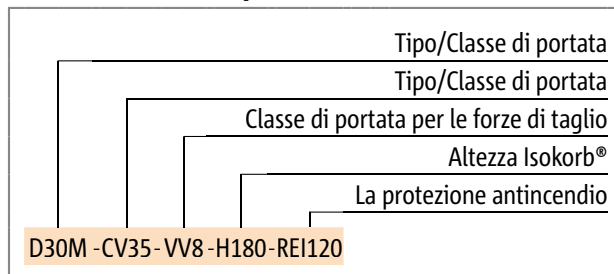 Tipo/Classe di portata
Tipo/Classe di portata
Classe di portata per le forze di taglio
Altezza Isokorb®
La protezione antincendio
D30M -CV35-VV8-H180-REI120